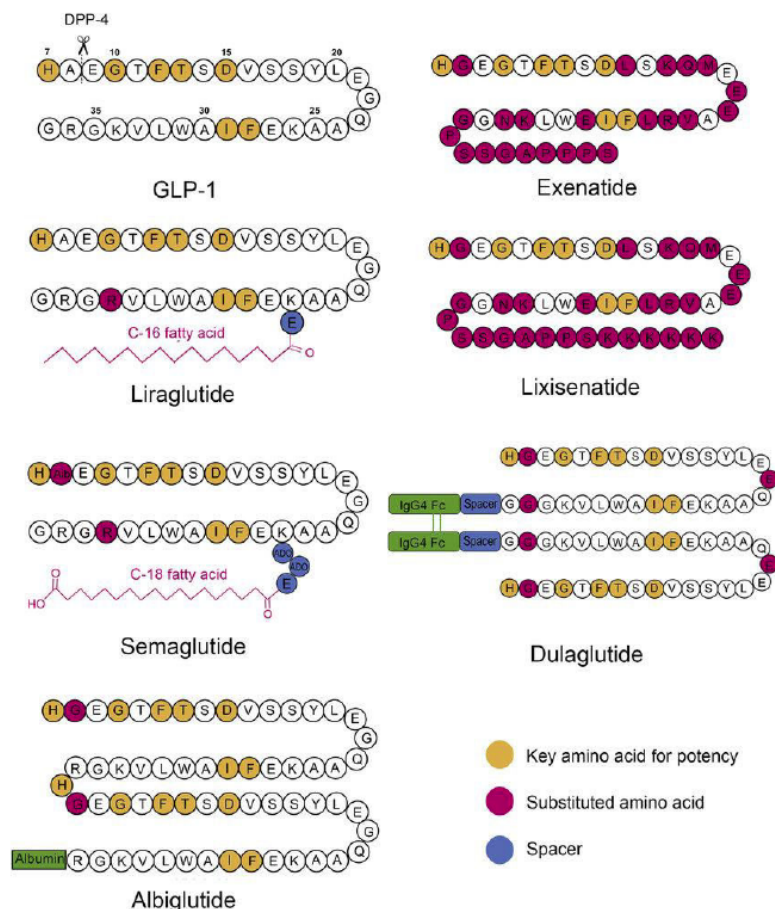 DPP-4
7 10 15 20
H A E G T F T S D V S S Y L E
G
35 30 25
G R G K V L W A I F E K A A Q
GLP-1
H G E G T F T S D L S K Q M E
E
G G N K L W E I F L R V A E
P
S S G A P P P S
Exenatide
H A E G T F T S D V S S Y L E
G
G R G R V L W A I F E K A A Q
E
C-16 fatty acid
O
Liraglutide
H G E G T F T S D L S K Q M E
E
G G N K L W E I F L R V A E
P
S S G A P P S K K K K K K
Lixisenatide
H Aib E G T F T S D V S S Y L E
G
G R G R V L W A I F E K A A Q
ADO
ADO
E
O
C-18 fatty acid
HO
O
Semaglutide
H G E G T F T S D V S S Y L E
E
IgG4 Fc Spacer G G G K V L W A I F E K A A Q
IgG4 Fc Spacer G G G K V L W A I F E K A A Q
E
H G E G T F T S D V S S Y L E
Dulaglutide
H G E G T F T S D V S S Y L E
G
R G K V L W A I F E K A A Q
H
G E G T F T S D V S S Y L E
G
Albumin R G K V L W A I F E K A A Q
Albiglutide
Key amino acid for potency
Substituted amino acid
Spacer